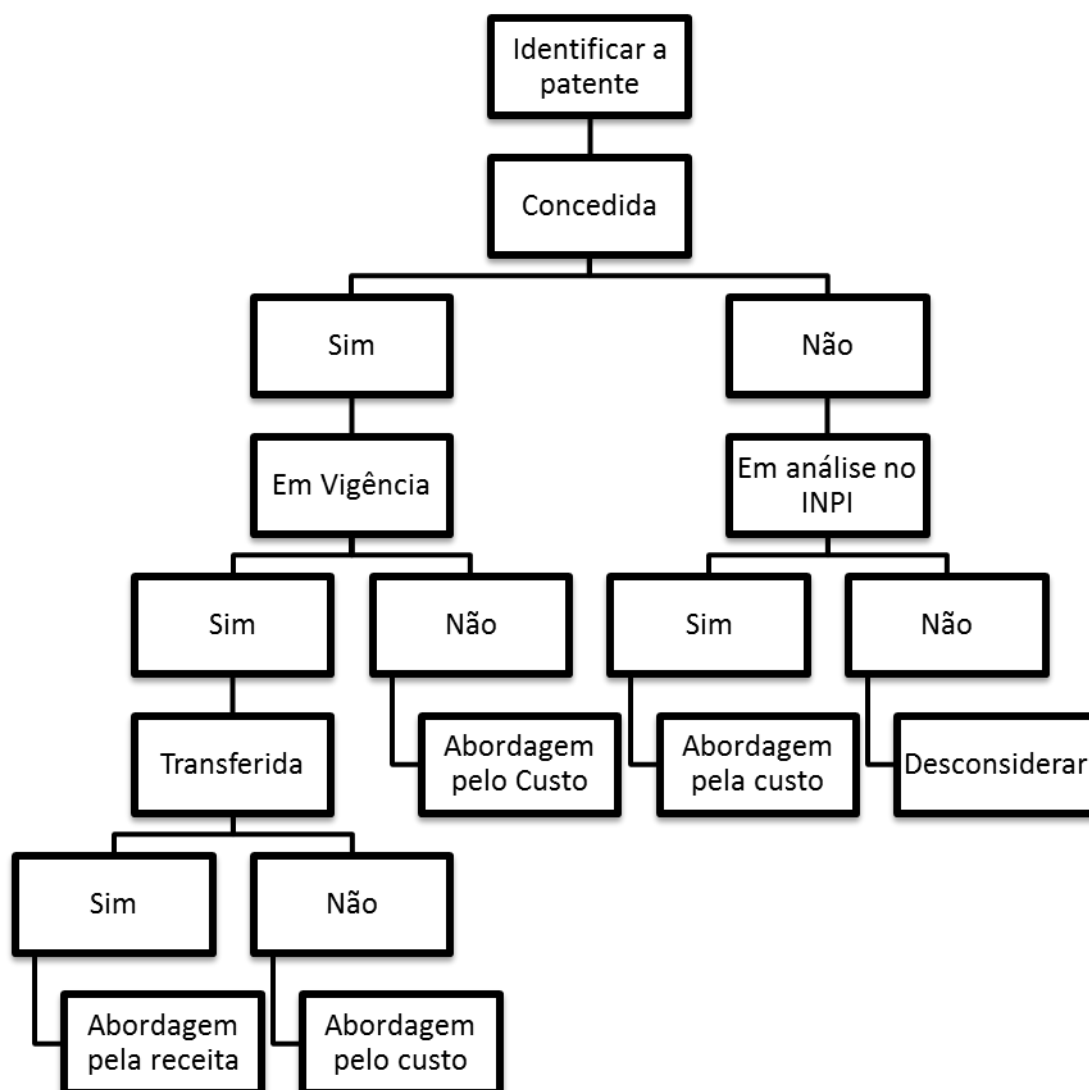 Identificar a
patente
Concedida
Sim
Não
Em Vigência
Em análise no
INPI
Sim
Não
Sim
Não
Transferida
Abordagem
pelo Custo
Abordagem
pela custo
Desconsiderar
Sim
Não
Abordagem
pela receita
Abordagem
pelo custo